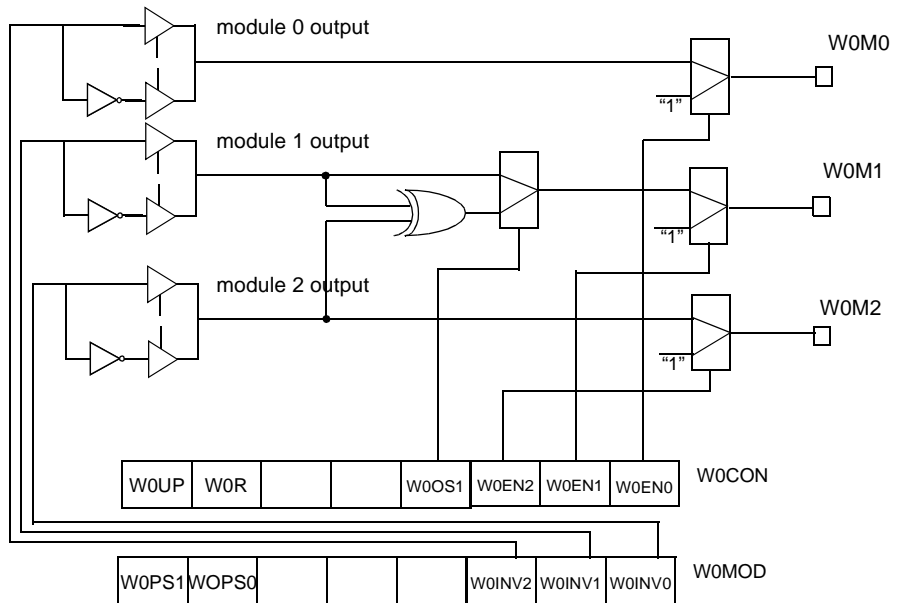 module 0 output
W0M0
“1”
module 1 output
W0M1
“1”
module 2 output
W0M2
“1”
W0UP W0R W0OS1 W0EN2 W0EN1 W0EN0 W0CON
W0PS1 WOPS0 W0INV2 W0INV1 W0INV0 W0MOD